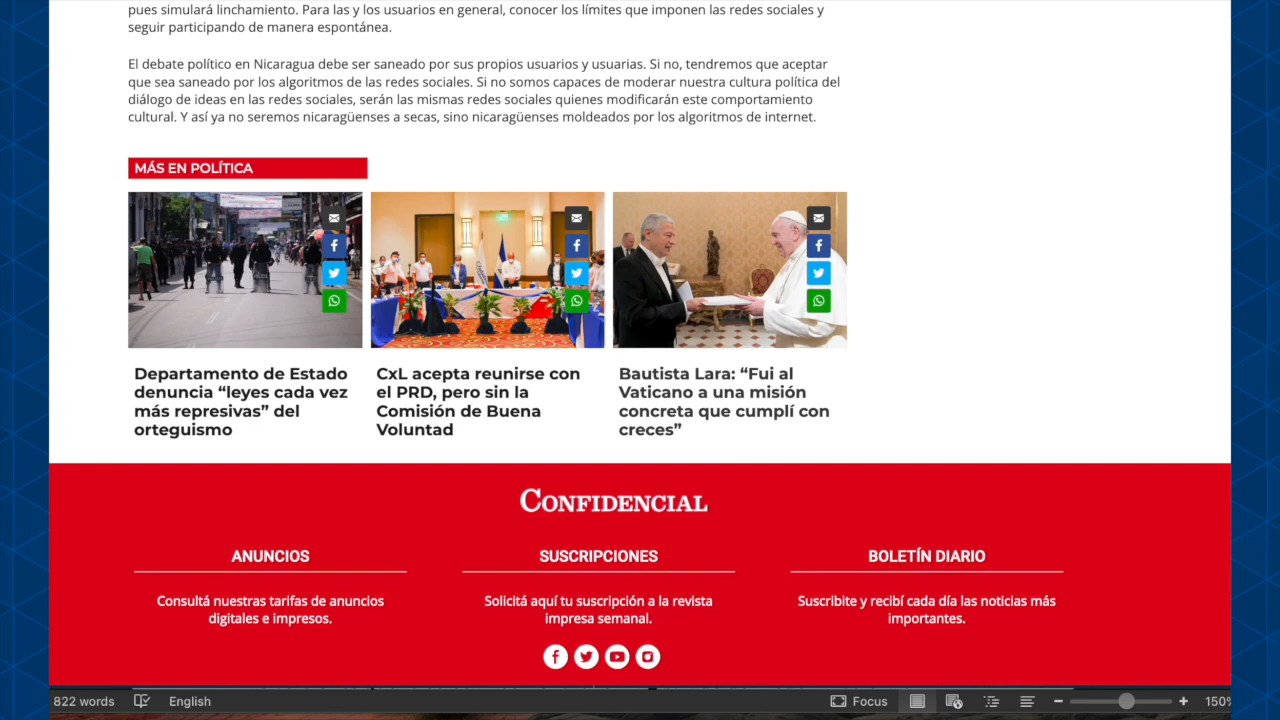 pues simulará linchamiento. Para las y los usuarios en general, conocer los límites que imponen las redes sociales y
seguir participando de manera espontánea.
El debate político en Nicaragua debe ser saneado por sus propios usuarios y usuarias. Si no, tendremos que aceptar
que sea saneado por los algoritmos de las redes sociales. Si no somos capaces de moderar nuestra cultura política del
diálogo de ideas en las redes sociales, serán las mismas redes sociales quienes modificarán este comportamiento
cultural. Y así ya no seremos nicaragüenses a secas, sino nicaragüenses moldeados por los algoritmos de internet.
MÁS EN POLÍTICA
Departamento de Estado
denuncia “leyes cada vez
más represivas” del
orteguismo
CxL acepta reunirse con
el PRD, pero sin la
Comisión de Buena
Voluntad
Bautista Lara: “Fui al
Vaticano a una misión
concreta que cumplí con
creces”
CONFIDENCIAL
ANUNCIOS
Consultá nuestras tarifas de anuncios
digitales e impresos.
SUSCRIPCIONES
Solicitá aquí tu suscripción a la revista
impresa semanal.
BOLETÍN DIARIO
Suscribite y recibí cada día las noticias más
importantes.
822 words
English
Focus
150%